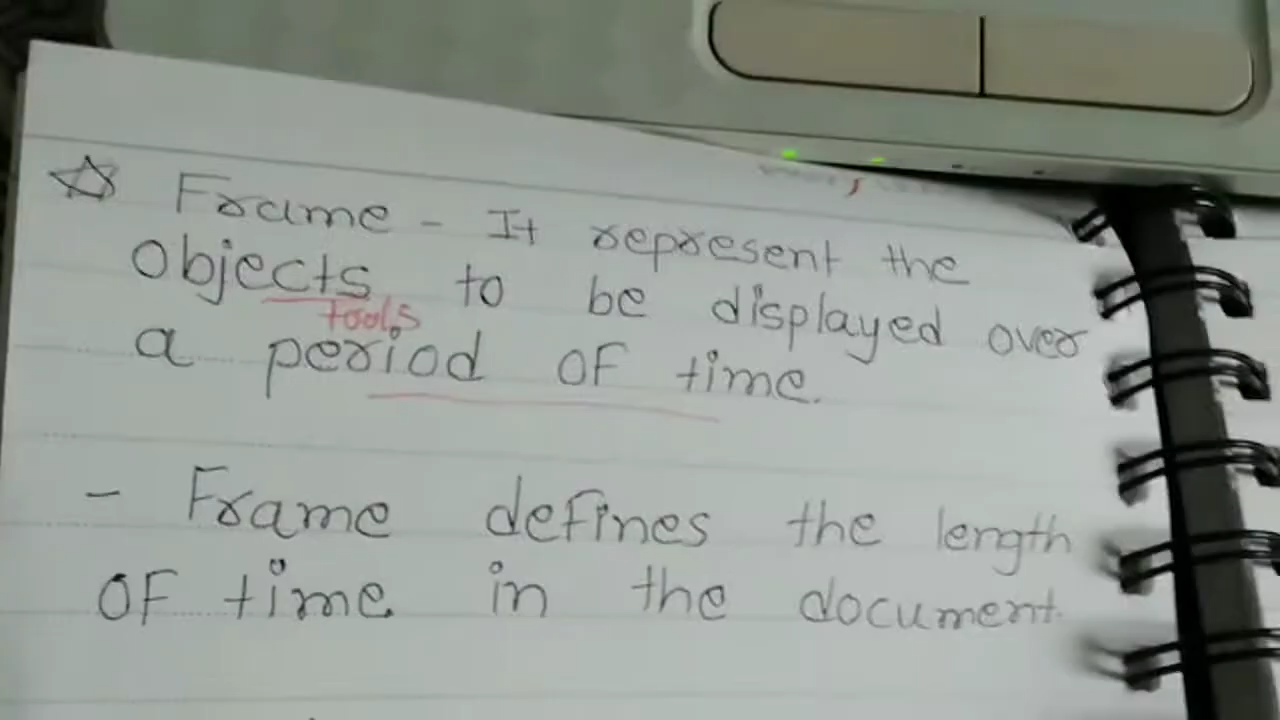 ☆ Frame - It represent the
objects to be displayed over
Tools
a period of time.
- Frame defines the length
of time in the document.